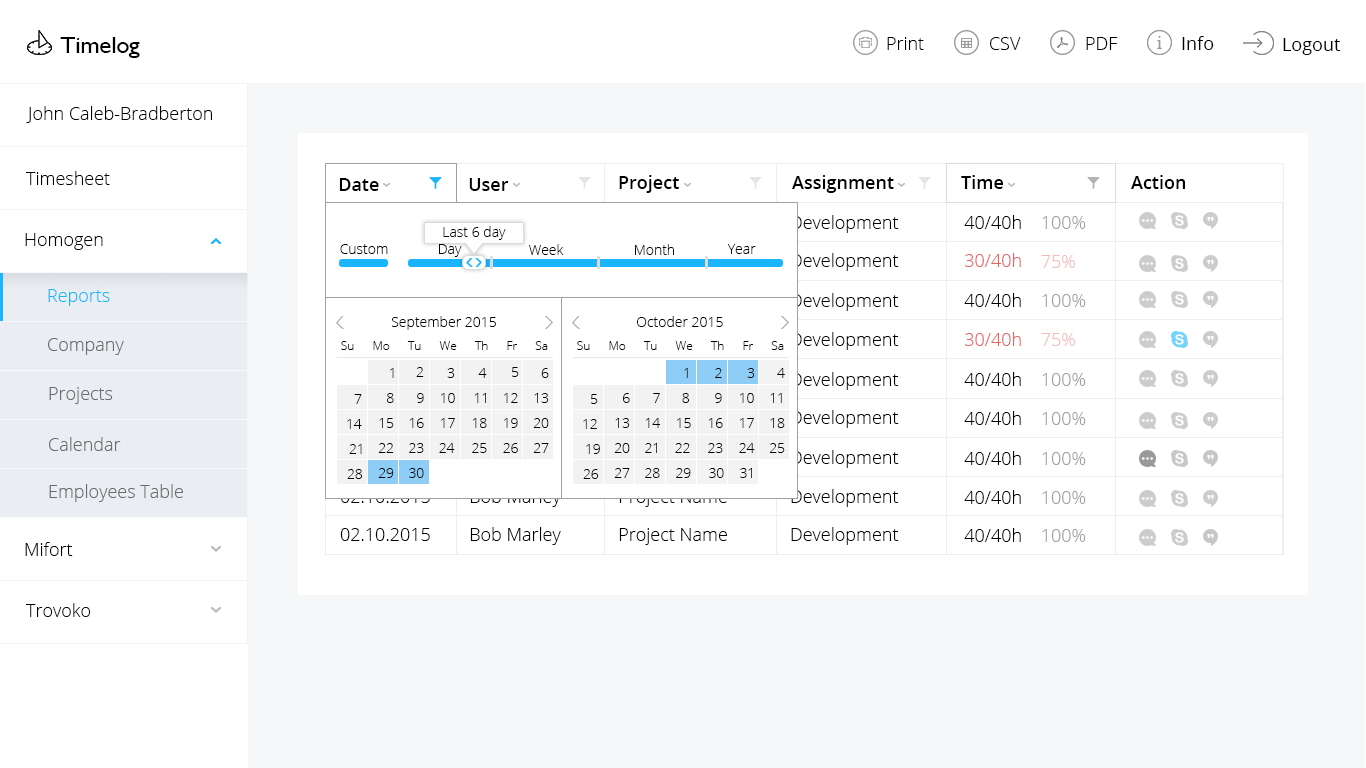 Timelog
Print CSV PDF Info Logout
John Caleb-Bradberton
Timesheet
Homogen
Reports
Company
Projects
Calendar
Employees Table
Mifort
Trovoko
Date User Project Assignment Time Action
Last 6 day
Custom Day Week Month Year
September 2015
Su Mo Tu We Th Fr Sa
1 2 3 4 5 6
7 8 9 10 11 12 13
14 15 16 17 18 19 20
21 22 23 24 25 26 27
28 29 30
Octoder 2015
Su Mo Tu We Th Fr Sa
1 2 3 4
5 6 7 8 9 10 11
12 13 14 15 16 17 18
19 20 21 22 23 24 25
26 27 28 29 30 31
Development 40/40h 100%
Development 30/40h 75%
Development 40/40h 100%
Development 30/40h 75%
Development 40/40h 100%
Development 40/40h 100%
Development 40/40h 100%
02.10.2015 Bob Marley Project Name Development 40/40h 100%
02.10.2015 Bob Marley Project Name Development 40/40h 100%